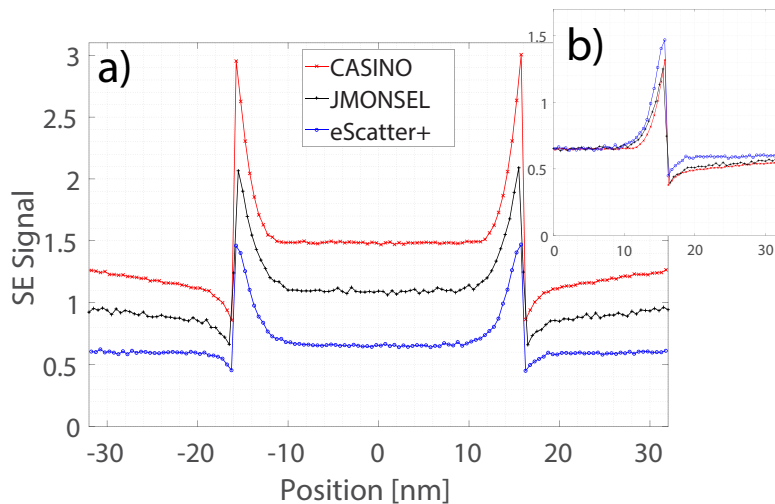 a)
b)
CASINO
JMONSEL
eScatter+
SE Signal
3
2.5
2
1.5
1
0.5
0
-30 -20 -10 0 10 20 30
Position [nm]
1.5
1
0.5
0
0 10 20 30